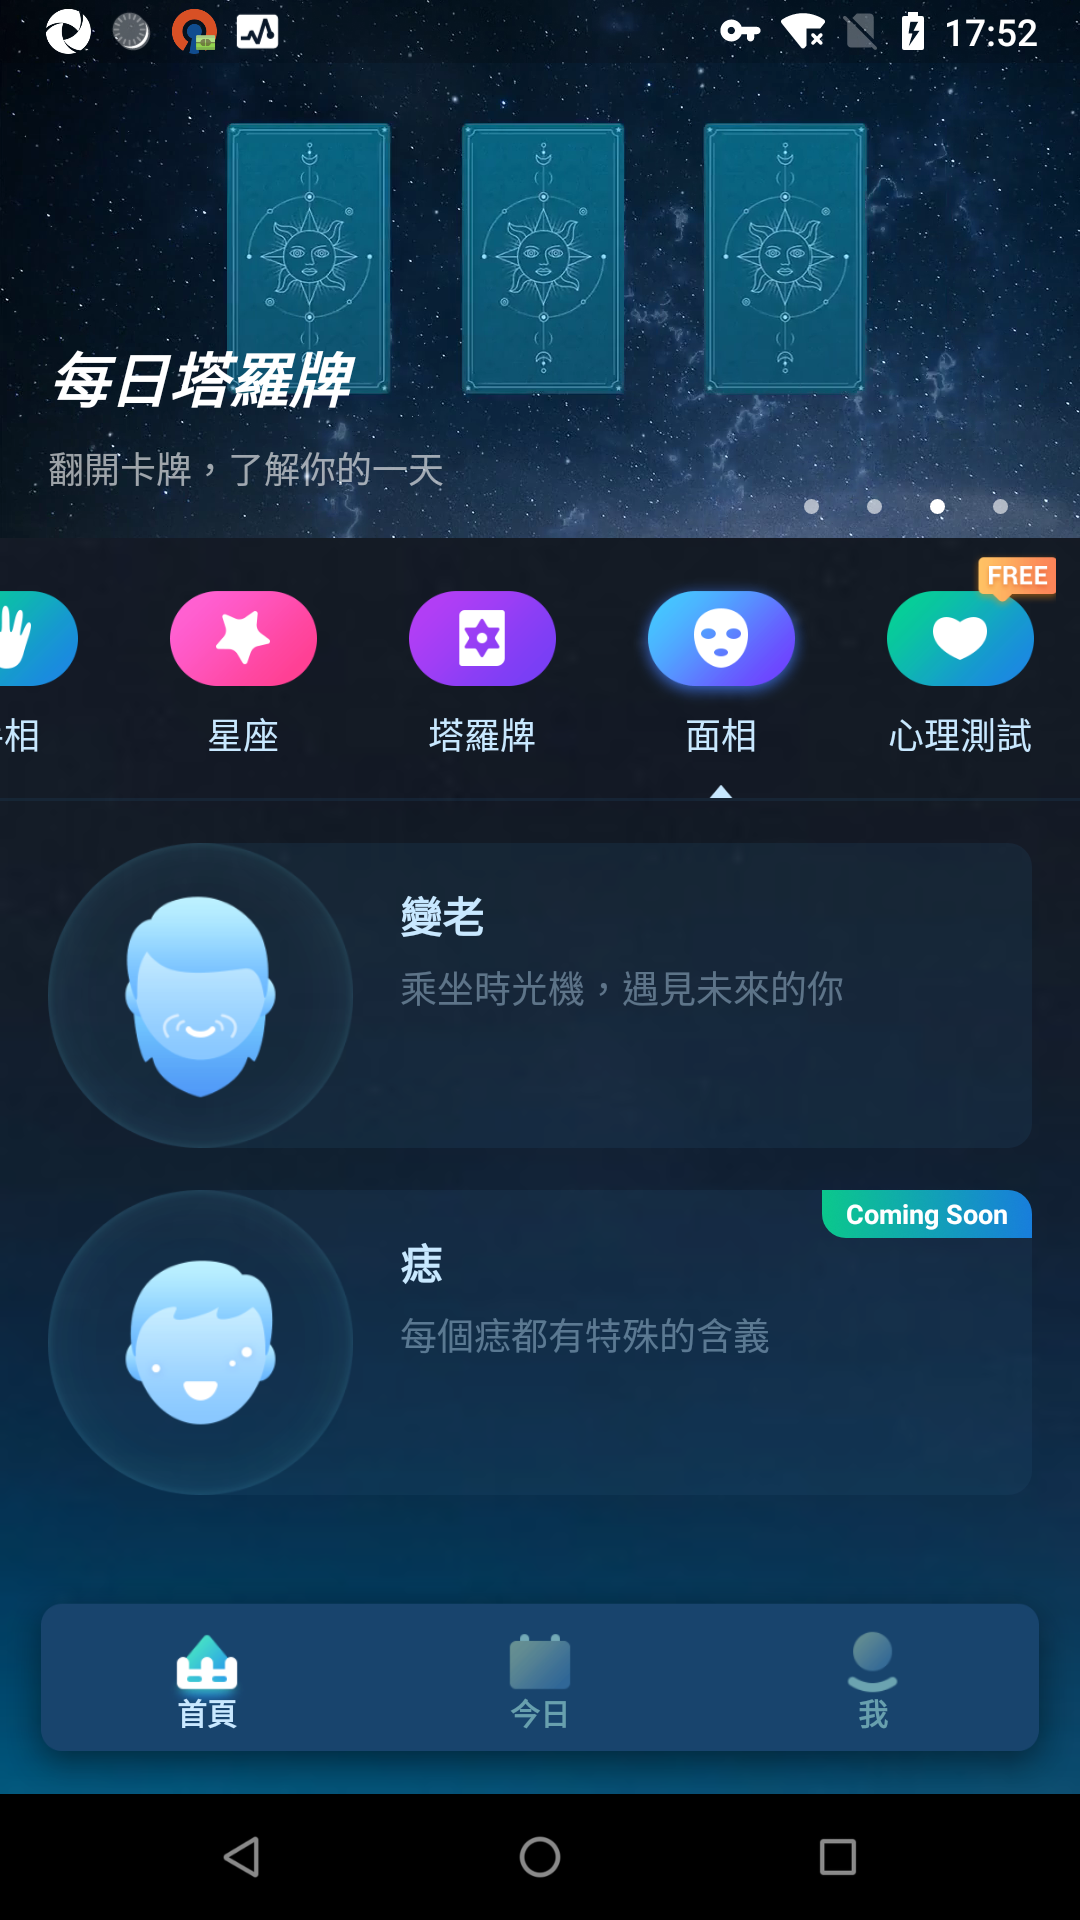 17:52
每日塔羅牌
翻開卡牌，了解你的一天
FREE
相
星座
塔羅牌
面相
心理測試
變老
乘坐時光機，遇見未來的你
Coming Soon
痣
每個痣都有特殊的含義
首頁
今日
我